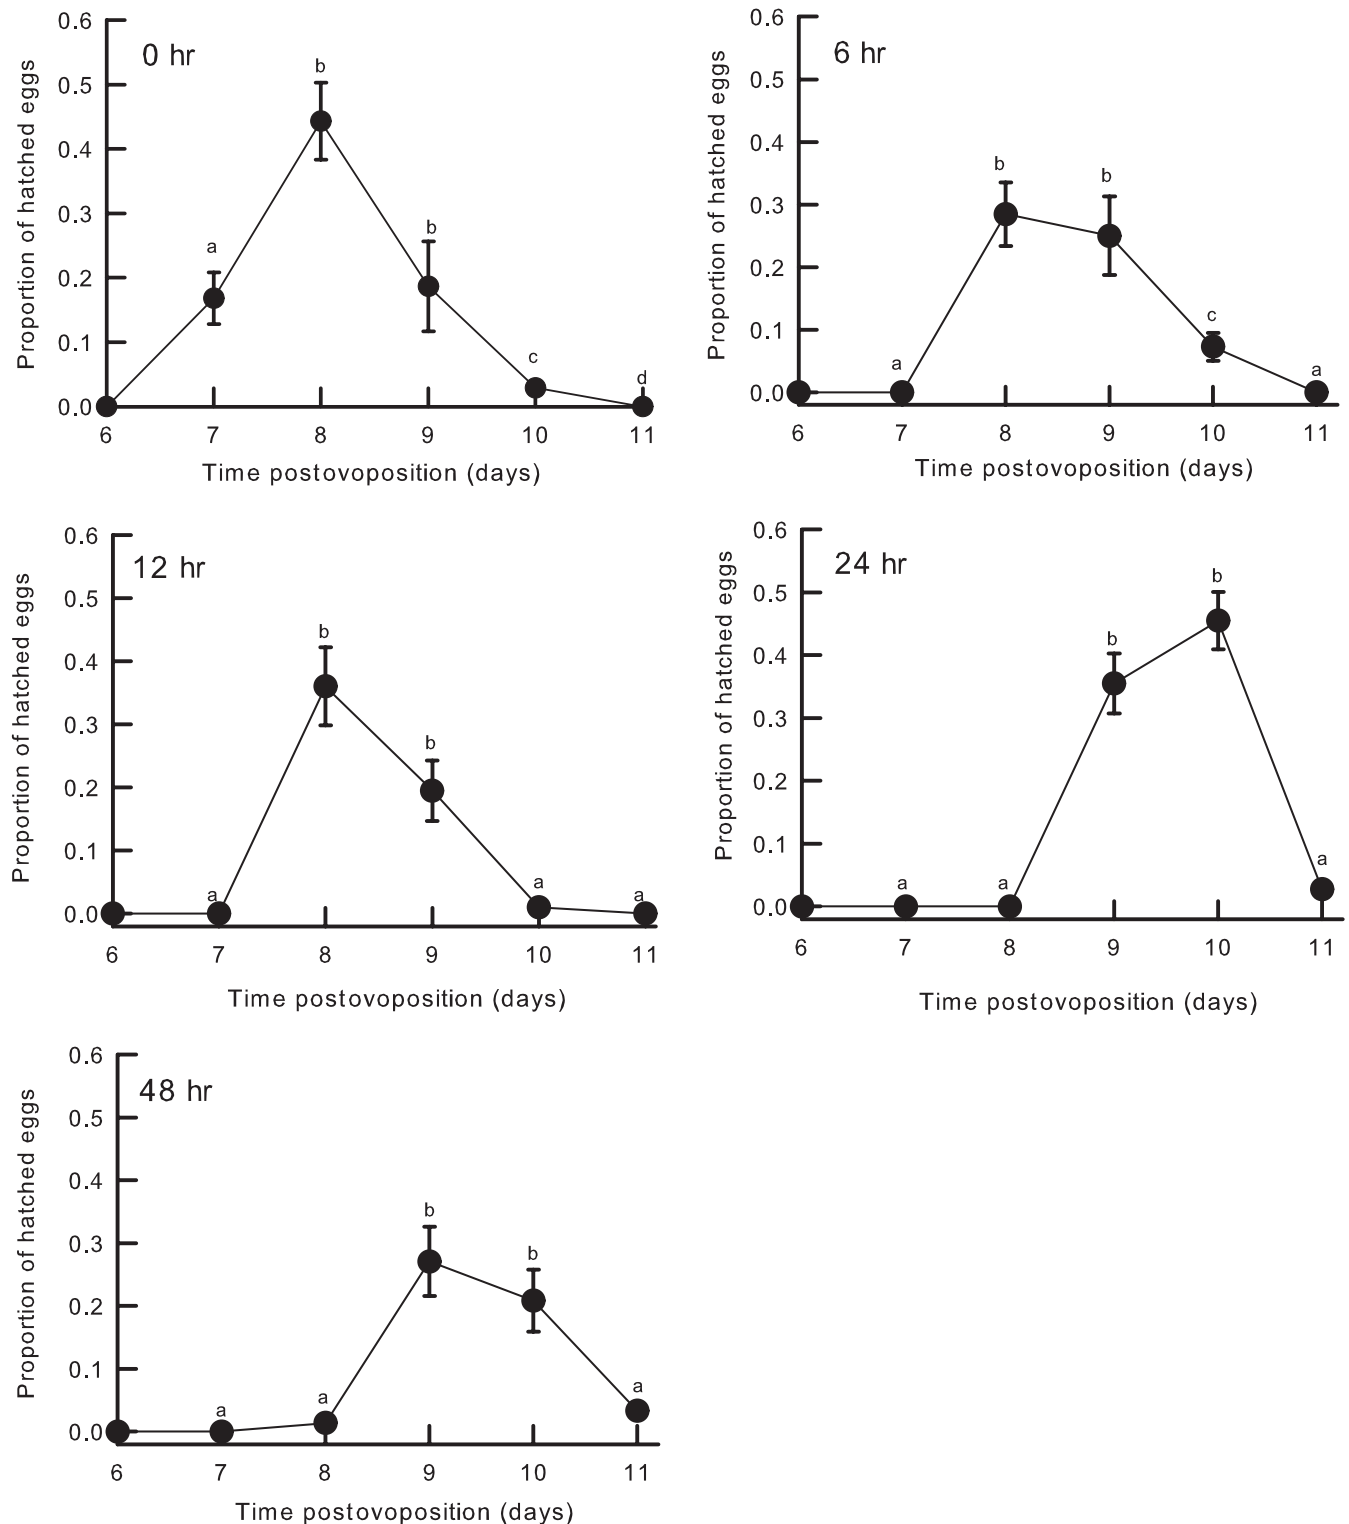 0 hr
Proportion of hatched eggs
0.6
0.5
0.4
0.3
0.2
0.1
0.0
a
b
b
c
d
6 7 8 9 10 11
Time postovoposition (days)
6 hr
Proportion of hatched eggs
0.6
0.5
0.4
0.3
0.2
0.1
0.0
a
b
b
c
a
6 7 8 9 10 11
Time postovoposition (days)
12 hr
Proportion of hatched eggs
0.6
0.5
0.4
0.3
0.2
0.1
0.0
a
b
b
a
a
6 7 8 9 10 11
Time postovoposition (days)
24 hr
Proportion of hatched eggs
0.6
0.5
0.4
0.3
0.2
0.1
0.0
a
a
b
b
a
6 7 8 9 10 11
Time postovoposition (days)
48 hr
Proportion of hatched eggs
0.6
0.5
0.4
0.3
0.2
0.1
0.0
a
a
b
b
a
6 7 8 9 10 11
Time postovoposition (days)